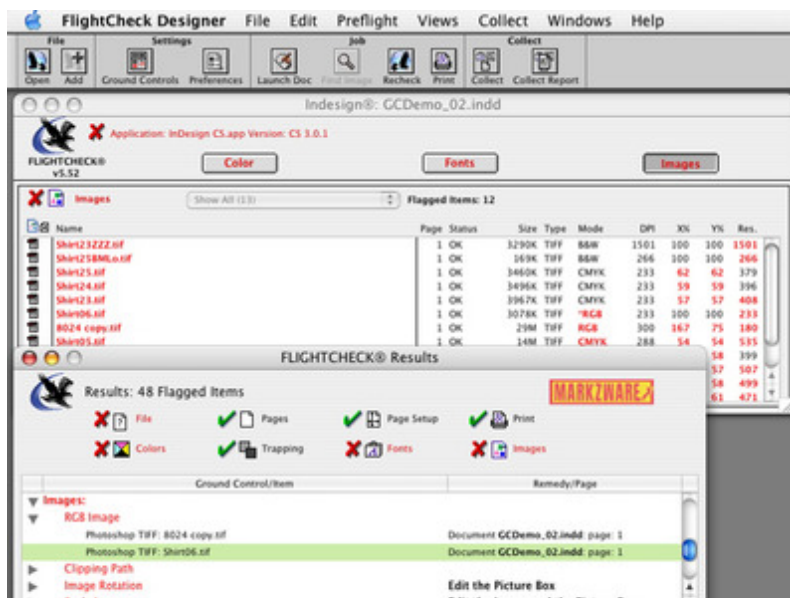 FlightCheck Designer File Edit Preflight Views Collect Windows Help
File Settings Job Collect
Open Add Ground Controls Preferences Launch Doc Find Image Recheck Print Collect Collect Report
Indesign®: GCDemo_02.indd
Application: InDesign CS.app Version: CS 3.0.1
FLIGHTCHECK®
v5.52
Color Fonts Images
Images Show All (13) Flagged Items: 12
Name Page Status Size Type Mode DPI X% Y% Res.
Shirt23ZZZ.tif 1 OK 3290K TIFF B&W 1501 100 100 1501
Shirt25BMLo.tif 1 OK 169K TIFF B&W 266 100 100 266
Shirt25.tif 1 OK 3460K TIFF CMYK 233 62 62 379
Shirt24.tif 1 OK 3496K TIFF CMYK 233 59 59 396
Shirt23.tif 1 OK 3967K TIFF CMYK 233 57 57 408
Shirt06.tif 1 OK 3078K TIFF *RGB 233 100 100 233
8024 copy.tif 1 OK 29M TIFF RGB 300 167 75 180
Shirt05.tif 1 OK 14M TIFF CMYK 288 54 54 535
58 399
57 507
58 499
61 471
FLIGHTCHECK® Results
Results: 48 Flagged Items
MARKZWARE
File Pages Page Setup Print
Colors Trapping Fonts Images
Ground Control/Item Remedy/Page
Images:
RGB Image
Photoshop TIFF: 8024 copy.tif Document GCDemo_02.indd: page: 1
Photoshop TIFF: Shirt06.tif Document GCDemo_02.indd: page: 1
Clipping Path
Image Rotation Edit the Picture Box